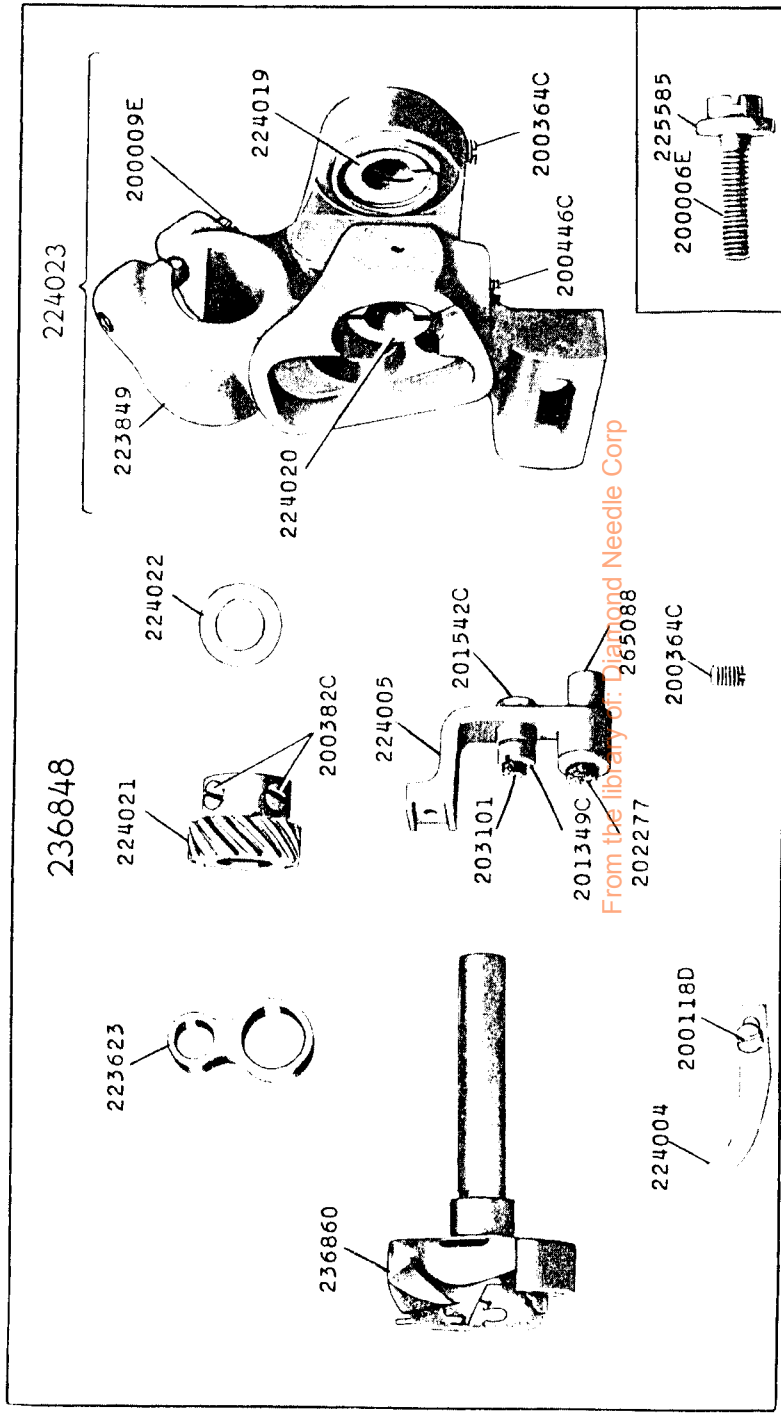 236848
224023
236860
223623
224021
200382C
224022
223849
200009E
224019
200364C
224020
200446C
224005
201542C
203101
201349C
202277
265088
200364C
224004
200118D
200006E
225585
From the library of: Diamond Needle Corp